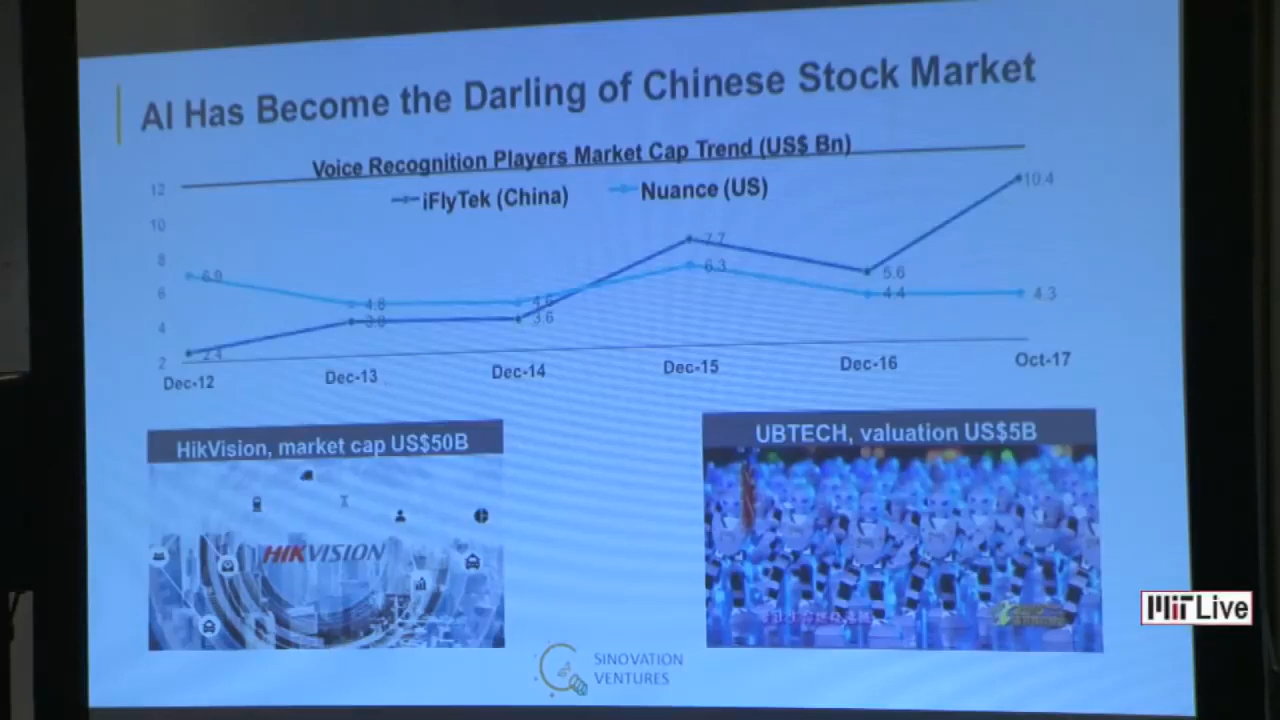 AI Has Become the Darling of Chinese Stock Market
Voice Recognition Players Market Cap Trend (US$ Bn)
iFlyTek (China) Nuance (US)
12
10
8
6
4
2
6.9 4.8 4.6 6.3 4.4 4.3
2.4 3.8 3.6 7.7 5.6 10.4
Dec-12 Dec-13 Dec-14 Dec-15 Dec-16 Oct-17
HikVision, market cap US$50B
UBTECH, valuation US$5B
HIKVISION
SINOVATION
VENTURES
MIT Live